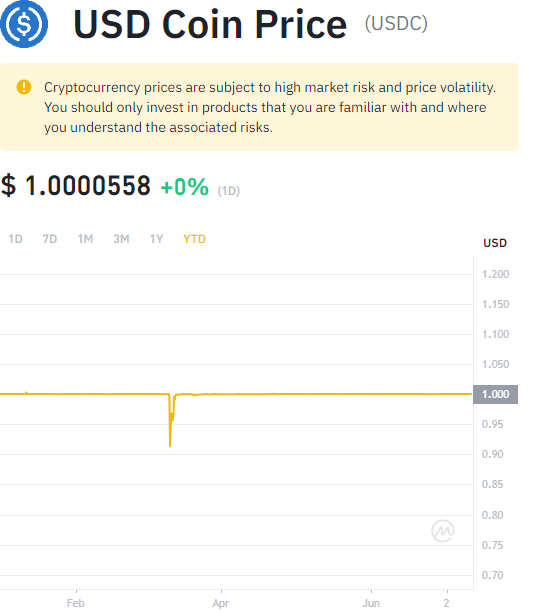 USD Coin Price (USDC)
Cryptocurrency prices are subject to high market risk and price volatility.
You should only invest in products that you are familiar with and where
you understand the associated risks.
$ 1.0000558 +0% (1D)
1D 7D 1M 3M 1Y YTD
USD
1.200
1.150
1.100
1.050
1.000
0.95
0.90
0.85
0.80
0.75
0.70
Feb Apr Jun 2